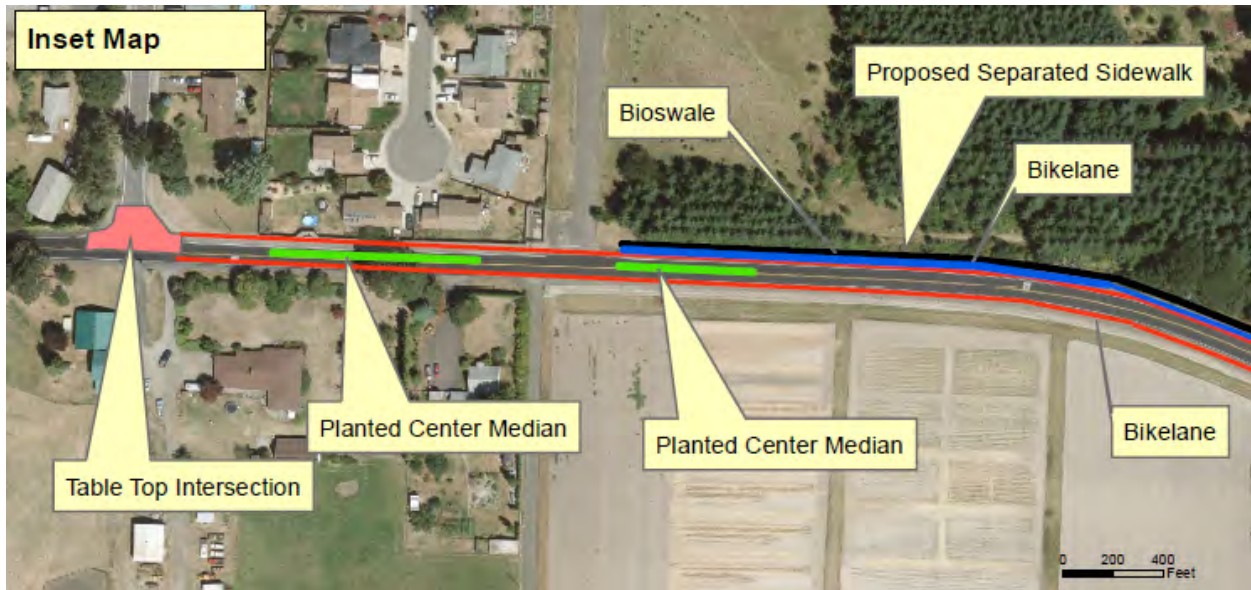 Inset Map
Proposed Separated Sidewalk
Bioswale
Bikelane
Planted Center Median
Planted Center Median
Bikelane
Table Top Intersection
0 200 400
Feet